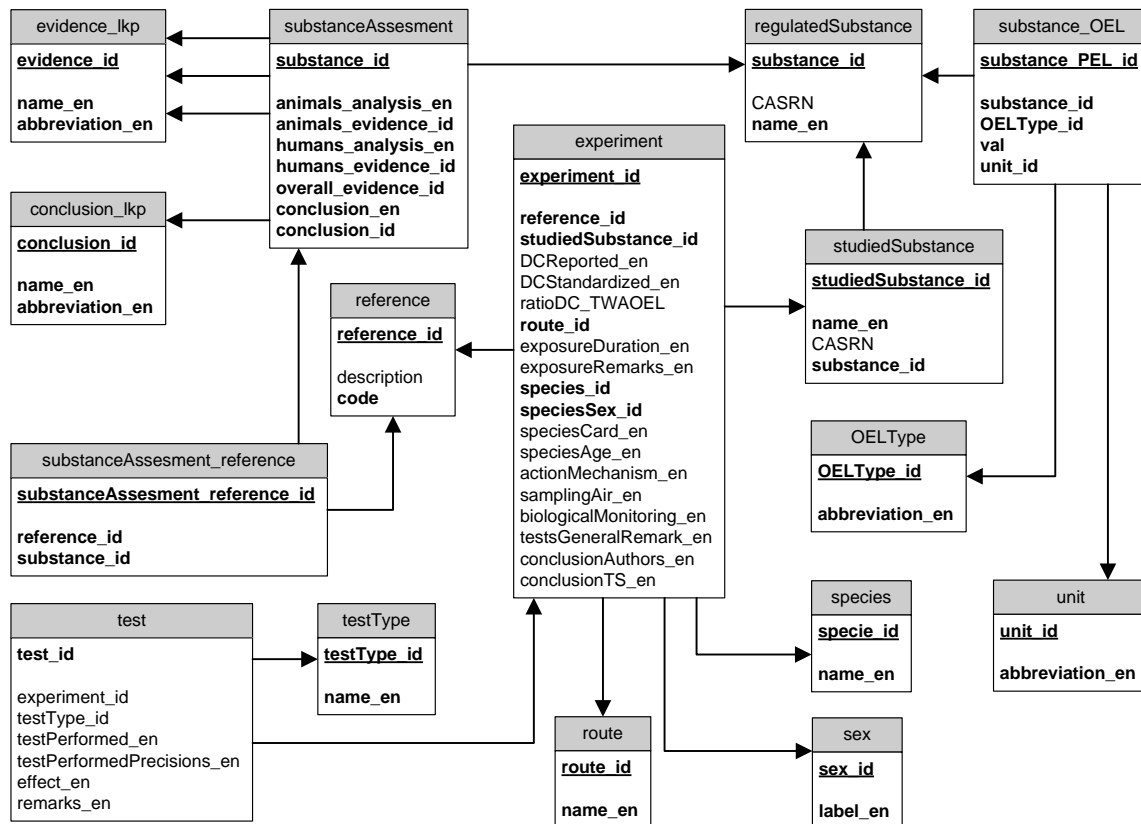 evidence_lkp
evidence_id
name_en
abbreviation_en
substanceAssesment
substance_id
animals_analysis_en
animals_evidence_id
humans_analysis_en
humans_evidence_id
overall_evidence_id
conclusion_en
conclusion_id
regulatedSubstance
substance_id
CASRN
name_en
substance_OEL
substance_PEL_id
substance_id
OELType_id
val
unit_id
conclusion_lkp
conclusion_id
name_en
abbreviation_en
experiment
experiment_id
reference_id
studiedSubstance_id
DCReported_en
DCStandardized_en
ratioDC_TWAOEL
route_id
exposureDuration_en
exposureRemarks_en
species_id
speciesSex_id
speciesCard_en
speciesAge_en
actionMechanism_en
samplingAir_en
biologicalMonitoring_en
testsGeneralRemark_en
conclusionAuthors_en
conclusionTS_en
studiedSubstance
studiedSubstance_id
name_en
CASRN
substance_id
reference
reference_id
description
code
substanceAssesment_reference
substanceAssesment_reference_id
reference_id
substance_id
OELType
OELType_id
abbreviation_en
test
test_id
experiment_id
testType_id
testPerformed_en
testPerformedPrecisions_en
effect_en
remarks_en
testType
testType_id
name_en
species
specie_id
name_en
unit
unit_id
abbreviation_en
route
route_id
name_en
sex
sex_id
label_en